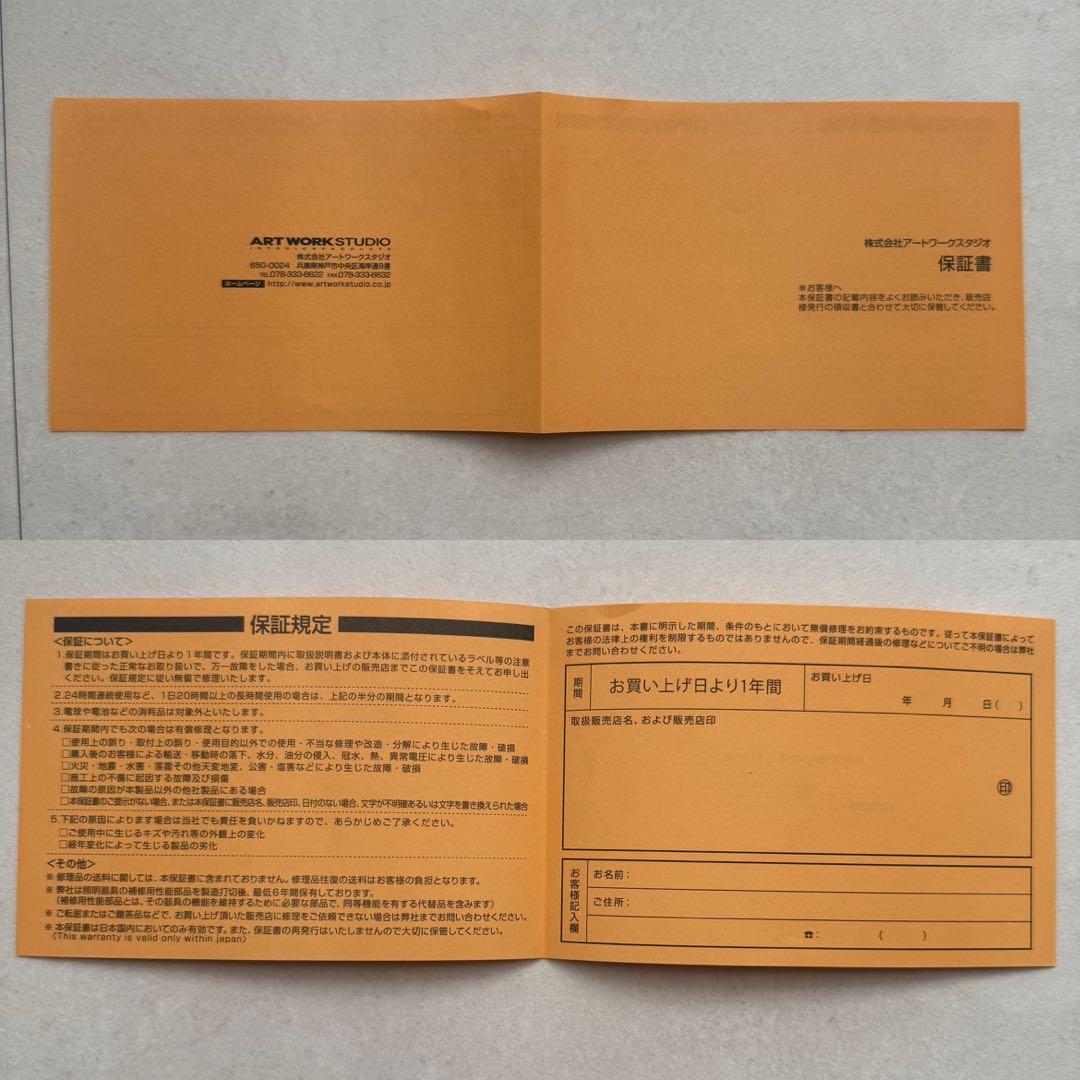 ART WORK STUDIO
INTERIOR PRODUCTS
株式会社アートワークスタジオ
650-0024 兵庫県神戸市中央区海岸通8番
TEL.078-333-6622 FAX.078-333-6632
ホームページ http://www.artworkstudio.co.jp
株式会社アートワークスタジオ
保証書
※お客様へ
本保証書の記載内容をよくお読みいただき、販売店
様発行の領収書と合わせて大切に保管してください。
保証規定
<保証について>
1.保証期間はお買い上げ日より1年間です。保証期間内に取扱説明書および本体に添付されているラベル等の注意
書きに従った正常なお取り扱いで、万一故障をした場合、お買い上げの販売店までこの保証書をそえてお申し出
ください。保証規定に従い無償で修理いたします。
2.24時間連続使用など、1日20時間以上の長時間使用の場合は、上記の半分の期間となります。
3.電球や電池などの消耗品は対象外といたします。
4.保証期間内でも次の場合は有償修理となります。
□使用上の誤り・取付上の誤り・使用目的以外での使用・不当な修理や改造・分解により生じた故障・破損
□購入後のお客様による輸送・移動時の落下、水分、油分の侵入、冠水、熱、異常電圧により生じた故障・破損
□火災・地震・水害・落雷その他天変地変、公害・塩害などにより生じた故障・破損
□施工上の不備に起因する故障及び損傷
□故障の原因が本製品以外の他社製品にある場合
□本保証書のご提示がない場合、または本保証書に販売店名、販売店印、日付のない場合、文字が不明確あるいは文字を書き換えられた場合
5.下記の原因によります場合は当社でも責任を負いかねますので、あらかじめご了承ください。
□ご使用中に生じるキズや汚れ等の外観上の変化
□経年変化によって生じる製品の劣化
<その他>
※ 修理品の送料に関しては、本保証書に含まれておりません。修理品往復の送料はお客様の負担となります。
※ 弊社は照明器具の補修用性能部品を製造打切後、最低6年間保有しております。
(補修用性能部品とは、その器具の機能を維持するために必要な部品で、同等機能を有する代替品を含みます)
※ ご転居またはご贈答品などで、お買い上げ頂いた販売店に修理をご依頼できない場合は弊社までお問い合わせください。
※ 本保証書は日本国内においてのみ有効です。また、保証書の再発行はいたしませんので大切に保管してください。
(This warranty is valid only within japan)
この保証書は、本書に明示した期間、条件のもとにおいて無償修理をお約束するものです。従って本保証書によって
お客様の法律上の権利を制限するものではありませんので、保証期間経過後の修理などについてご不明の場合は弊社
までお問い合わせください。
期間 お買い上げ日より1年間 お買い上げ日
年 月 日( )
取扱販売店名、および販売店印
印
お客様記入欄
お名前:
ご住所:
☎: ( )